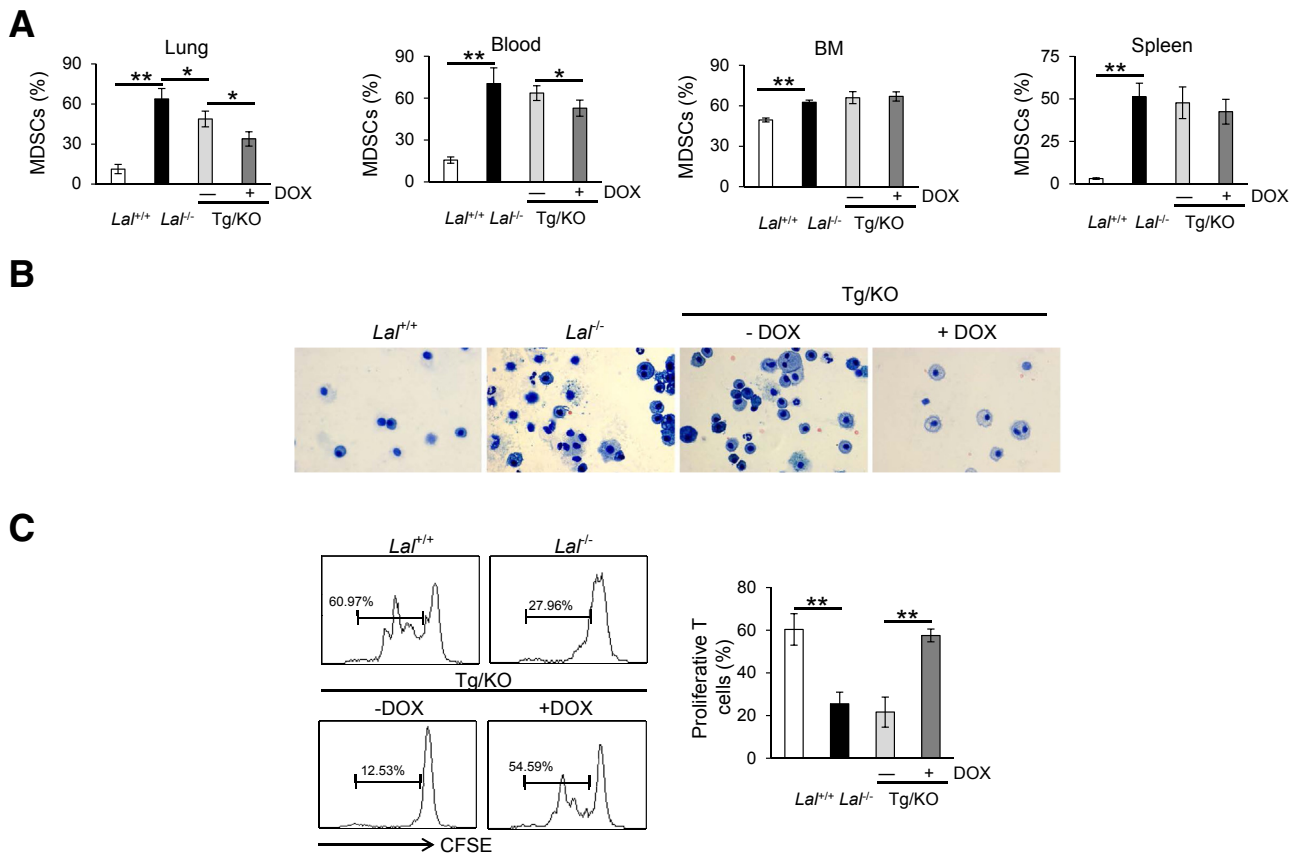 A
Lung
MDSCs (%)
90
60
30
0
** * *
— + DOX
Lal+/+ Lal-/- Tg/KO
Blood
MDSCs (%)
90
60
30
0
** *
— + DOX
Lal+/+ Lal-/- Tg/KO
BM
MDSCs (%)
90
60
30
0
**
— + DOX
Lal+/+ Lal-/- Tg/KO
Spleen
MDSCs (%)
75
50
25
0
**
— + DOX
Lal+/+ Lal-/- Tg/KO
B
Tg/KO
Lal+/+ Lal-/- - DOX + DOX
C
Lal+/+ Lal-/-
60.97% 27.96%
Tg/KO
-DOX +DOX
12.53% 54.59%
CFSE
Proliferative T
cells (%)
80
60
40
20
0
** **
— + DOX
Lal+/+ Lal-/- Tg/KO